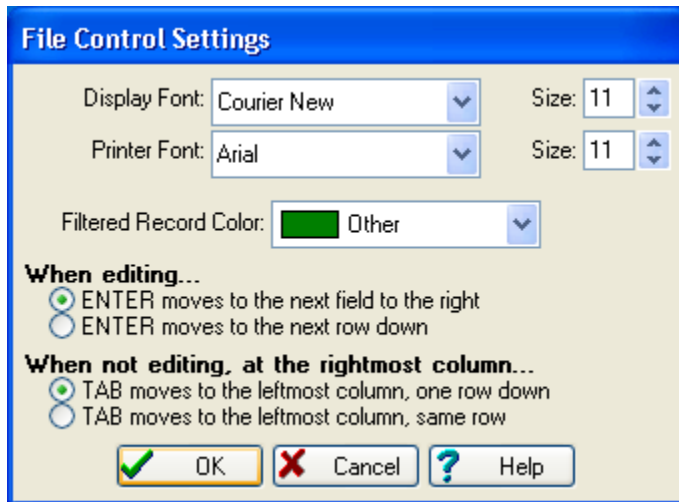 File Control Settings
Display Font: Courier New Size: 11
Printer Font: Arial Size: 11
Filtered Record Color: Other
When editing...
ENTER moves to the next field to the right
ENTER moves to the next row down
When not editing, at the rightmost column...
TAB moves to the leftmost column, one row down
TAB moves to the leftmost column, same row
OK Cancel ? Help